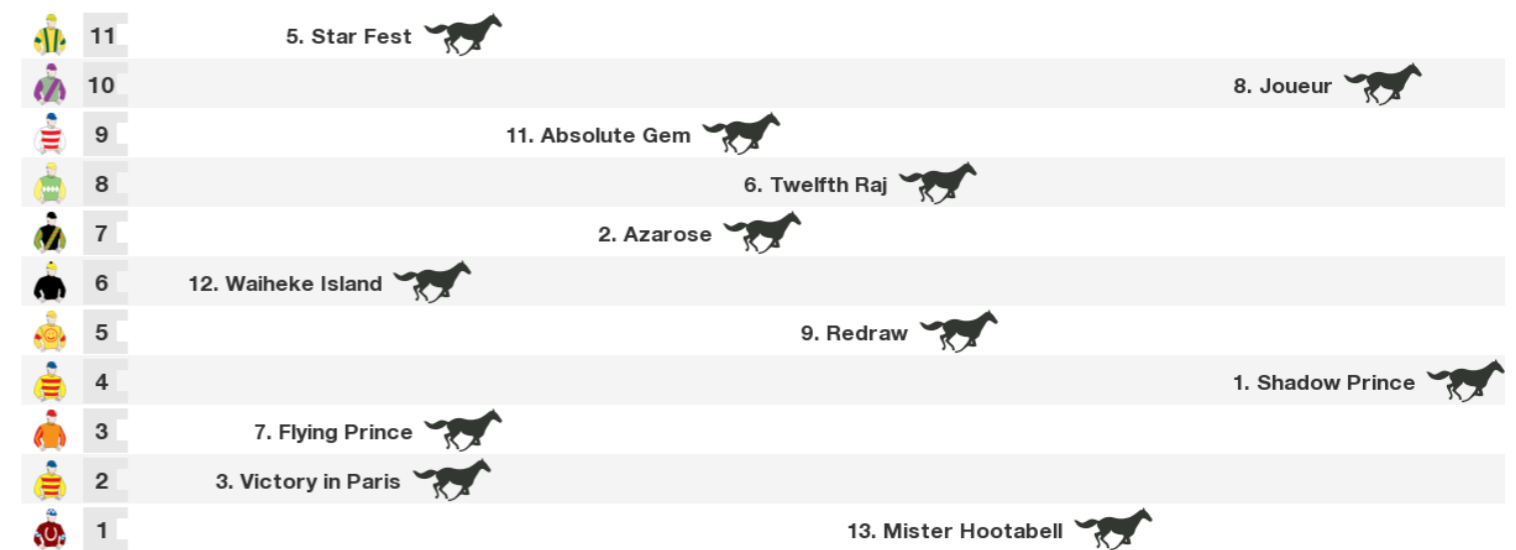 11 5. Star Fest
10 8. Joueur
9 11. Absolute Gem
8 6. Twelfth Raj
7 2. Azarose
6 12. Waiheke Island
5 9. Redraw
4 1. Shadow Prince
3 7. Flying Prince
2 3. Victory in Paris
1 13. Mister Hootabell